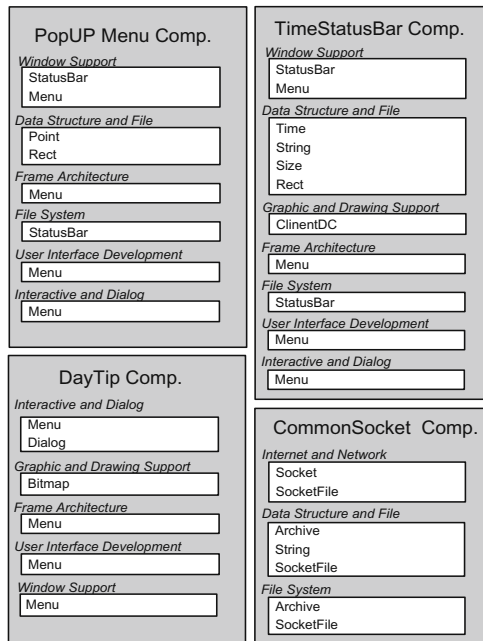 PopUP Menu Comp.
Window Support
StatusBar
Menu
Data Structure and File
Point
Rect
Frame Architecture
Menu
File System
StatusBar
User Interface Development
Menu
Interactive and Dialog
Menu
TimeStatusBar Comp.
Window Support
StatusBar
Menu
Data Structure and File
Time
String
Size
Rect
Graphic and Drawing Support
ClinentDC
Frame Architecture
Menu
File System
StatusBar
User Interface Development
Menu
Interactive and Dialog
Menu
DayTip Comp.
Interactive and Dialog
Menu
Dialog
Graphic and Drawing Support
Bitmap
Frame Architecture
Menu
User Interface Development
Menu
Window Support
Menu
CommonSocket Comp.
Internet and Network
Socket
SocketFile
Data Structure and File
Archive
String
SocketFile
File System
Archive
SocketFile